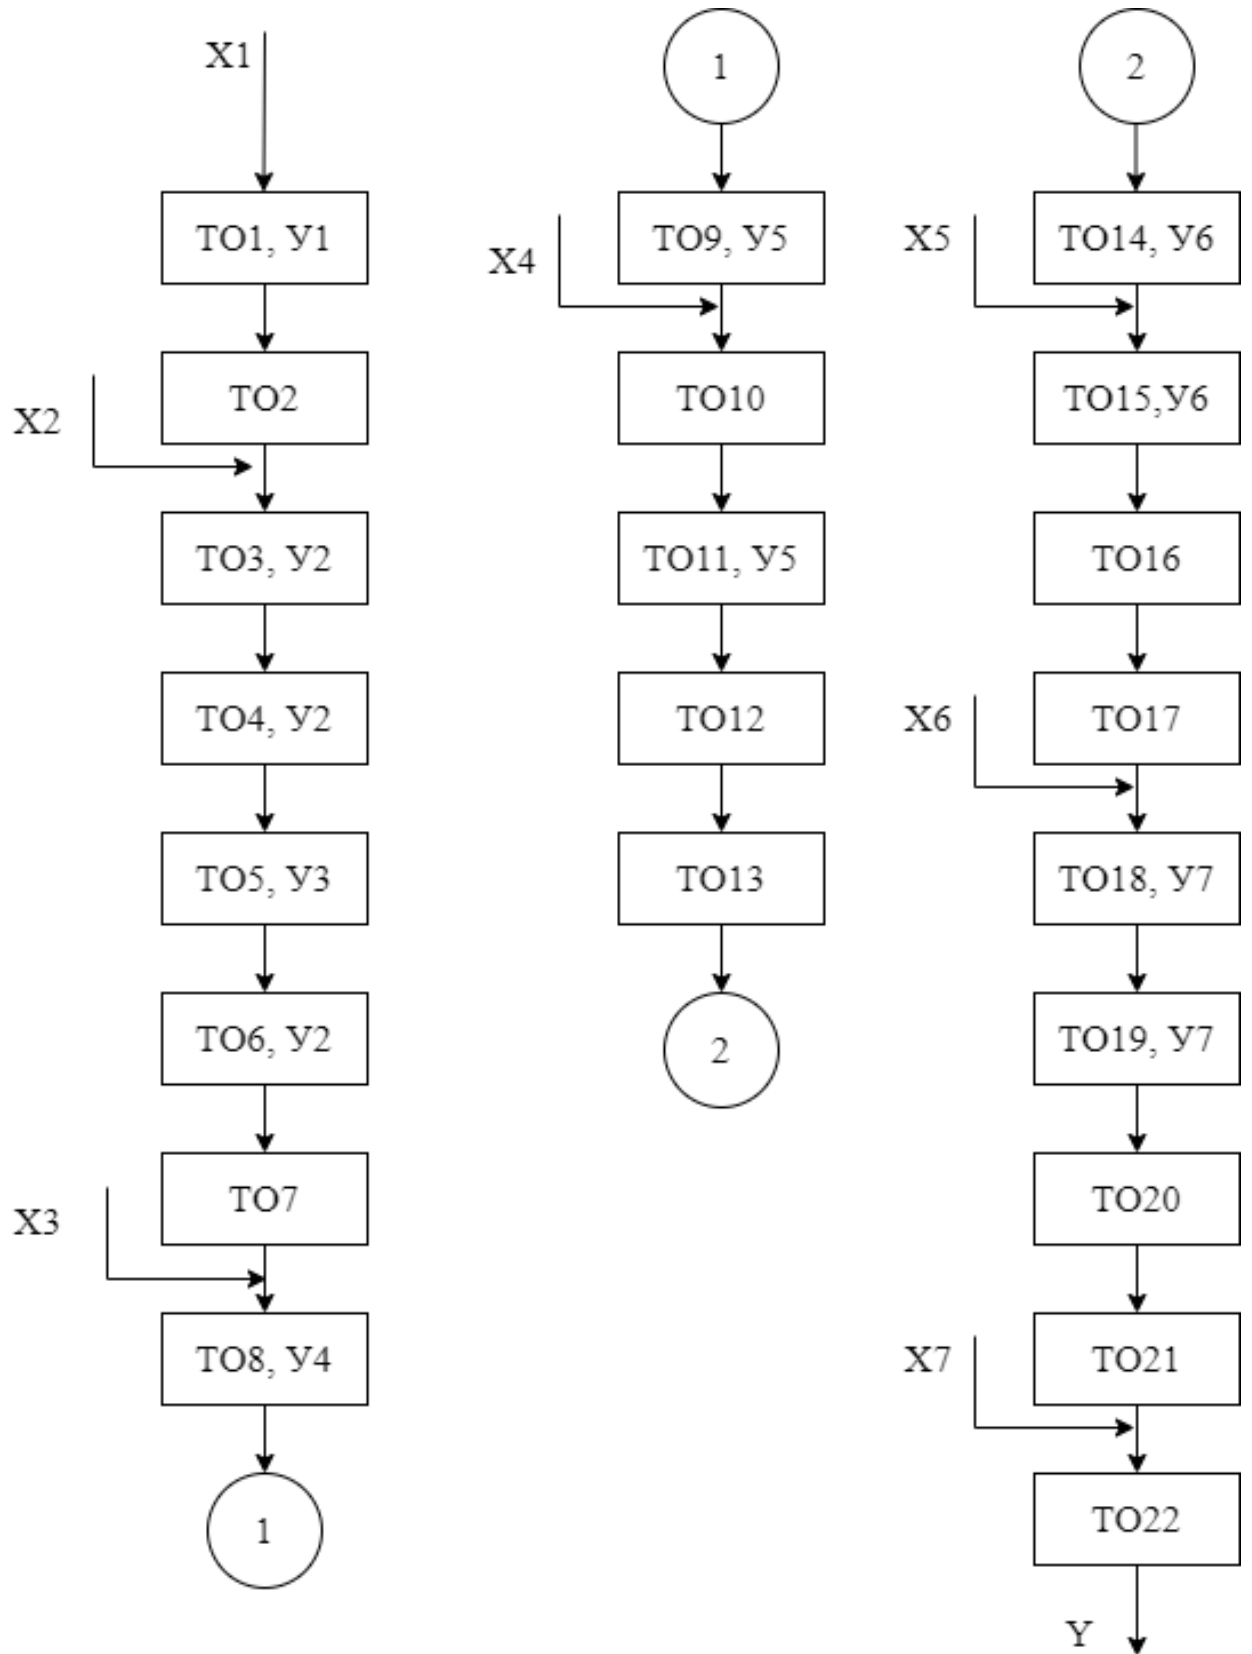 X1
ТО1, У1
ТО2
X2
ТО3, У2
ТО4, У2
ТО5, У3
ТО6, У2
ТО7
X3
ТО8, У4
1
1
ТО9, У5
X4
ТО10
ТО11, У5
ТО12
ТО13
2
2
X5
ТО14, У6
ТО15,У6
ТО16
X6
ТО17
ТО18, У7
ТО19, У7
ТО20
X7
ТО21
ТО22
Y